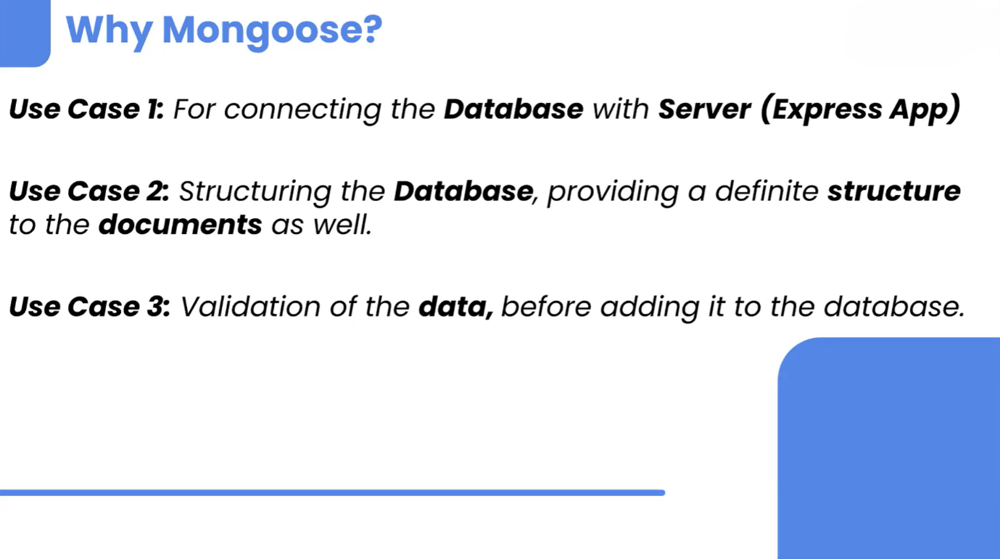 Why Mongoose?
Use Case 1: For connecting the Database with Server (Express App)
Use Case 2: Structuring the Database, providing a definite structure
to the documents as well.
Use Case 3: Validation of the data, before adding it to the database.